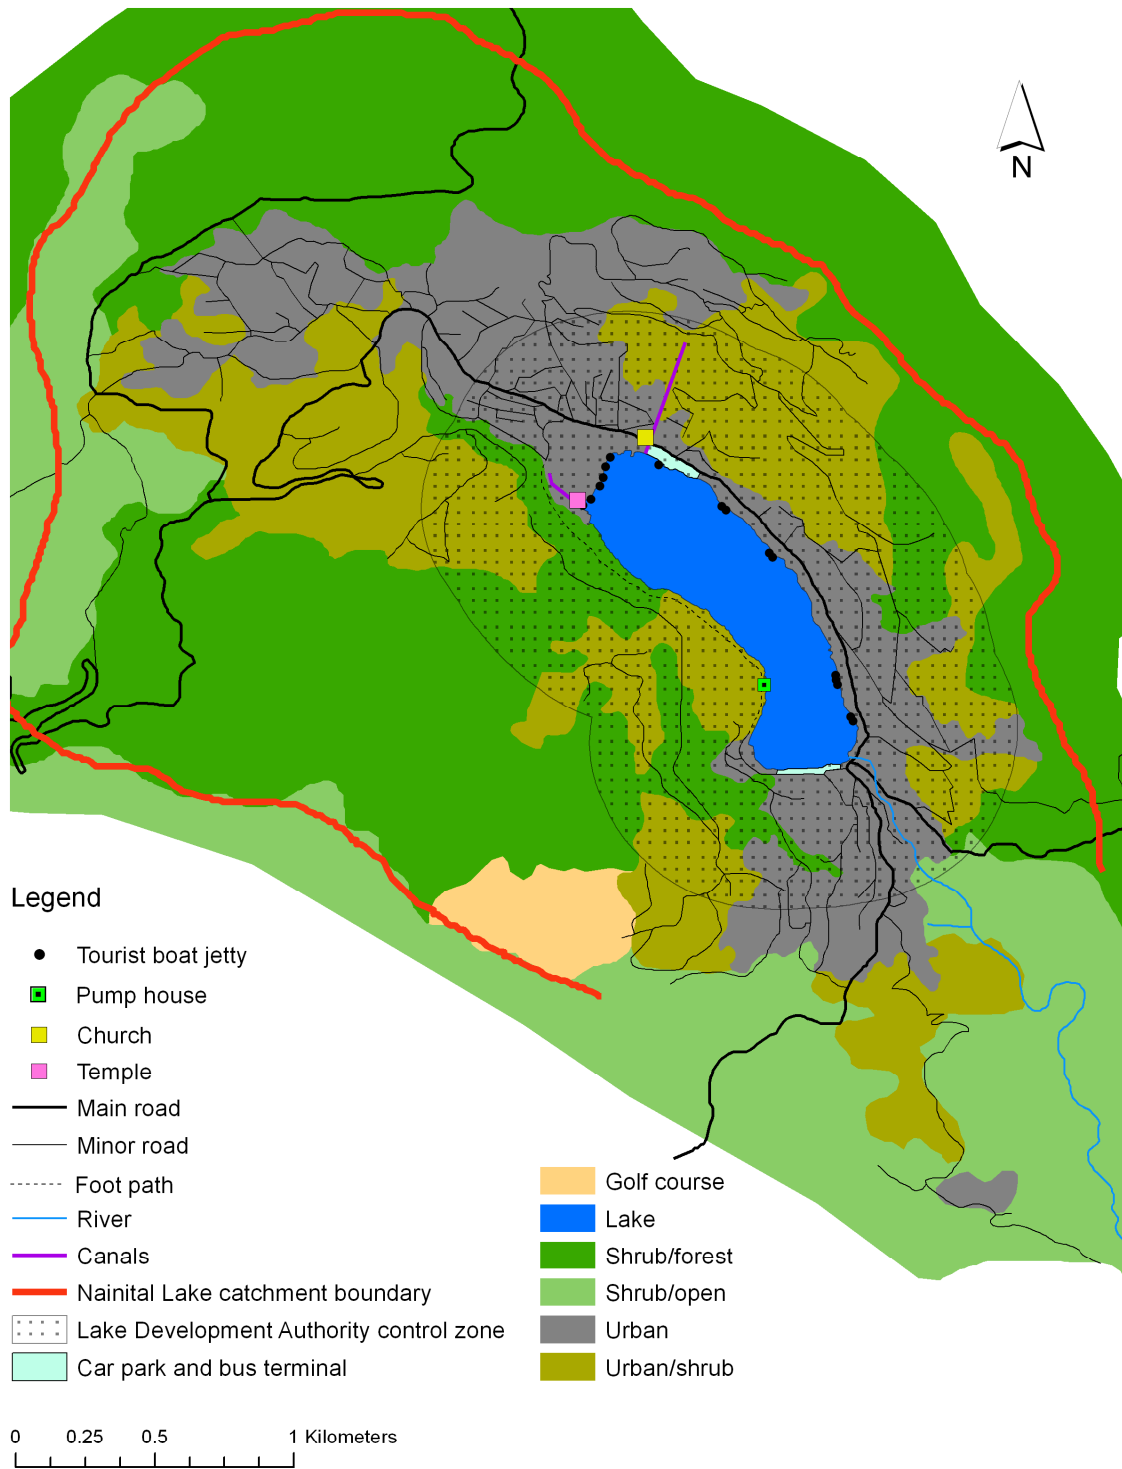 N
Legend
Tourist boat jetty
Pump house
Church
Temple
Main road
Minor road
Foot path
River
Canals
Nainital Lake catchment boundary
Lake Development Authority control zone
Car park and bus terminal
Golf course
Lake
Shrub/forest
Shrub/open
Urban
Urban/shrub
0 0.25 0.5 1 Kilometers